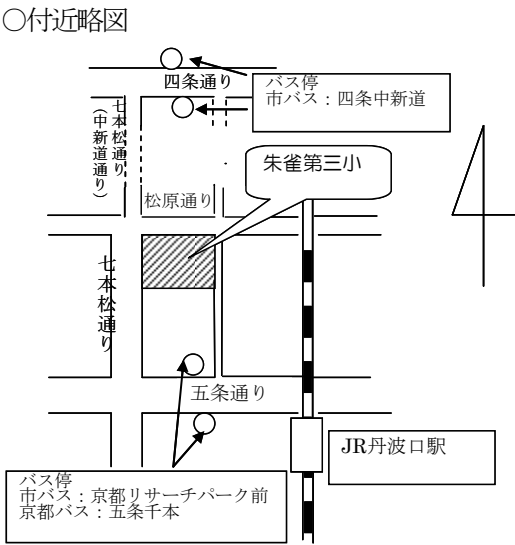 ○付近略図
四条通り
バス停
市バス：四条中新道
七本松通り
（中新道通り）
朱雀第三小
松原通り
七本松通り
五条通り
JR丹波口駅
バス停
市バス：京都リサーチパーク前
京都バス：五条千本